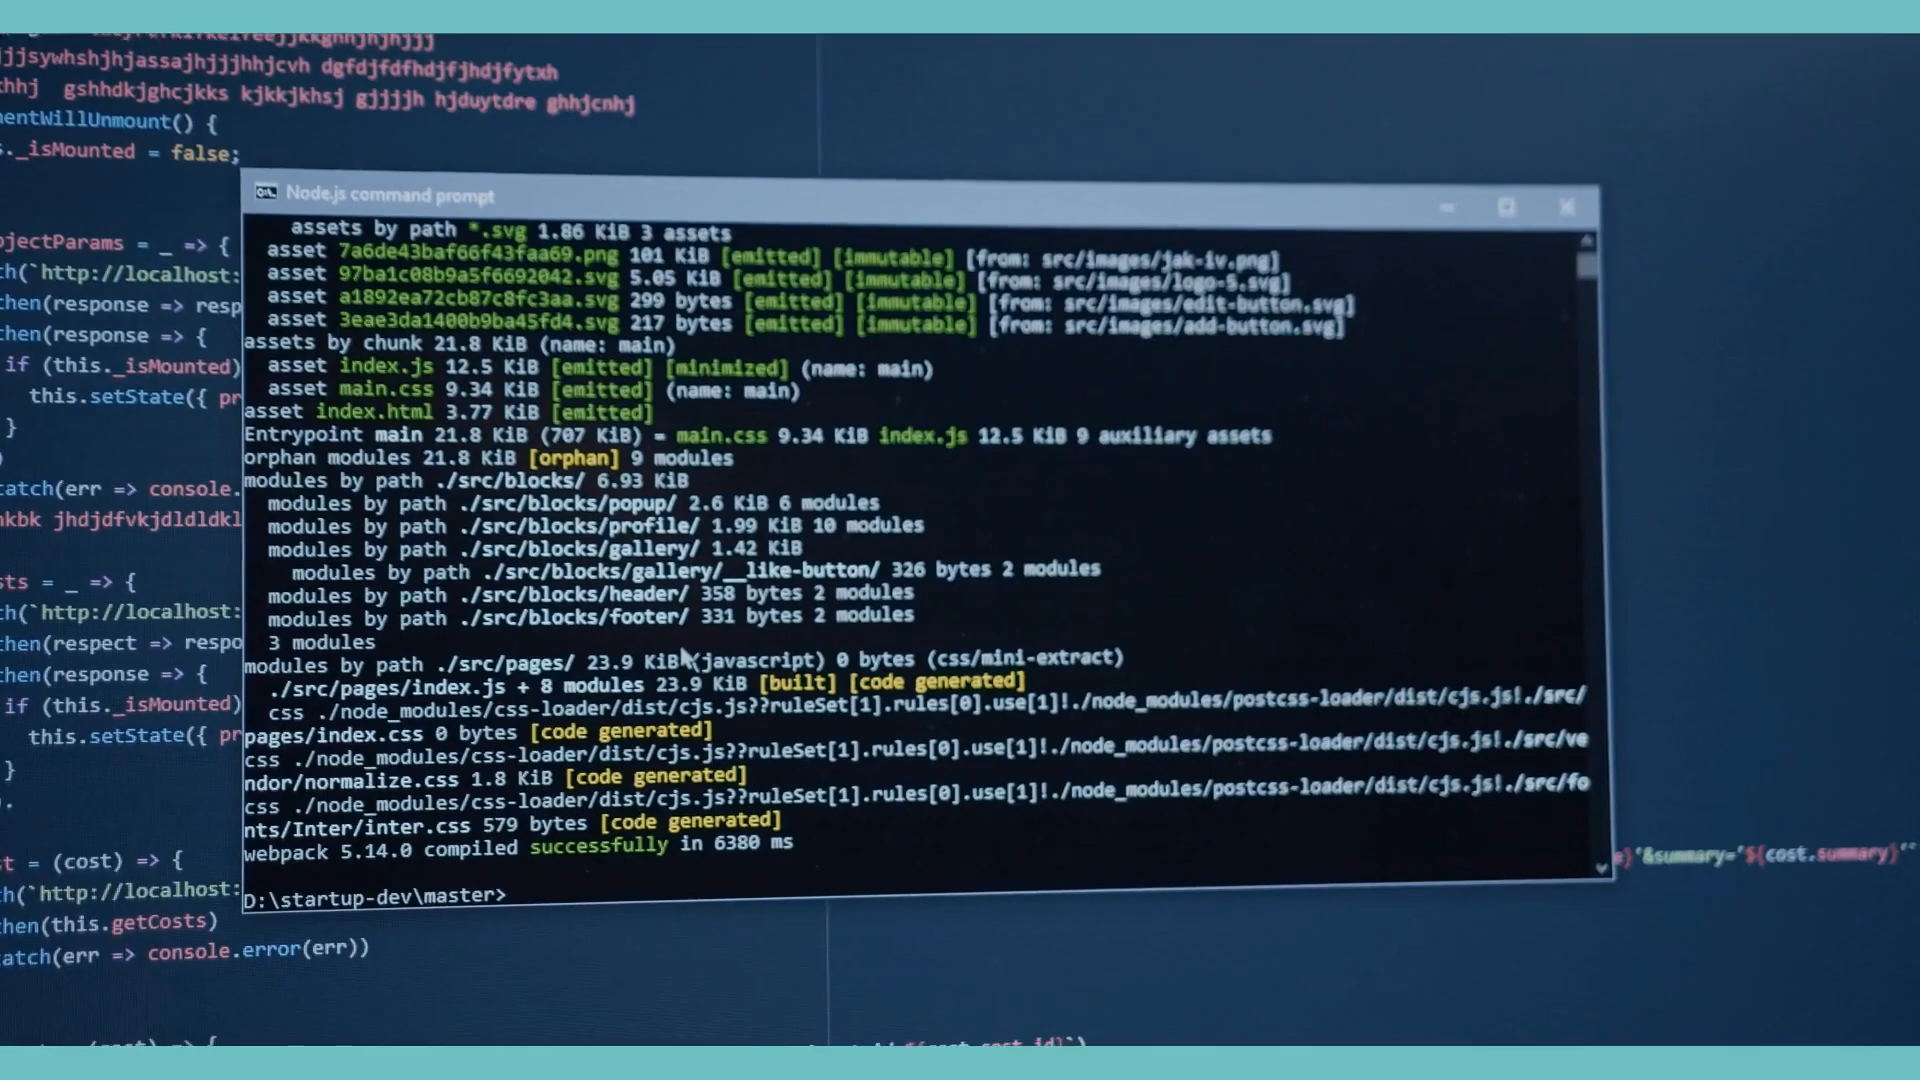 jjsywhshjhjassajhjjjhhjcvh dgfdjfdfhdjfjhdjfytxh
hhj gshhdkjghcjkks kjkkjkhsj gjjjjh hjduytdre ghhjcnhj
entWillUnmount() {
._isMounted = false;
Node.js command prompt
assets by path *.svg 1.86 KiB 3 assets
asset 7a6de43baf66f43faa69.png 101 KiB [emitted] [immutable] [from: src/images/jak-iv.png]
asset 97ba1c08b9a5f6692042.svg 5.05 KiB [emitted] [immutable] [from: src/images/logo-5.svg]
asset a1892ea72cb87c8fc3aa.svg 299 bytes [emitted] [immutable] [from: src/images/edit-button.svg]
asset 3eae3da1400b9ba45fd4.svg 217 bytes [emitted] [immutable] [from: src/images/add-button.svg]
assets by chunk 21.8 KiB (name: main)
asset index.js 12.5 KiB [emitted] [minimized] (name: main)
asset main.css 9.34 KiB [emitted] (name: main)
asset index.html 3.77 KiB [emitted]
Entrypoint main 21.8 KiB (707 KiB) = main.css 9.34 KiB index.js 12.5 KiB 9 auxiliary assets
orphan modules 21.8 KiB [orphan] 9 modules
modules by path ./src/blocks/ 6.93 KiB
modules by path ./src/blocks/popup/ 2.6 KiB 6 modules
modules by path ./src/blocks/profile/ 1.99 KiB 10 modules
modules by path ./src/blocks/gallery/ 1.42 KiB
modules by path ./src/blocks/gallery/__like-button/ 326 bytes 2 modules
modules by path ./src/blocks/header/ 358 bytes 2 modules
modules by path ./src/blocks/footer/ 331 bytes 2 modules
3 modules
modules by path ./src/pages/ 23.9 KiB (javascript) 0 bytes (css/mini-extract)
./src/pages/index.js + 8 modules 23.9 KiB [built] [code generated]
css ./node_modules/css-loader/dist/cjs.js??ruleSet[1].rules[0].use[1]!./node_modules/postcss-loader/dist/cjs.js!./src/
pages/index.css 0 bytes [code generated]
css ./node_modules/css-loader/dist/cjs.js??ruleSet[1].rules[0].use[1]!./node_modules/postcss-loader/dist/cjs.js!./src/ve
ndor/normalize.css 1.8 KiB [code generated]
css ./node_modules/css-loader/dist/cjs.js??ruleSet[1].rules[0].use[1]!./node_modules/postcss-loader/dist/cjs.js!./src/fo
nts/Inter/inter.css 579 bytes [code generated]
webpack 5.14.0 compiled successfully in 6380 ms
D:\startup-dev\master>
jectParams = _ => {
th(`http://localhost:
then(response => resp
then(response => {
if (this._isMounted)
this.setState({ pr
}
catch(err => console.
kbk jhdjdfvkjdldldkl
sts = _ => {
th(`http://localhost:
then(respect => respo
then(response => {
if (this._isMounted)
this.setState({ pr
}
t = (cost) => {
th(`http://localhost:
then(this.getCosts)
catch(err => console.error(err))
}'&summary='${cost.summary}'